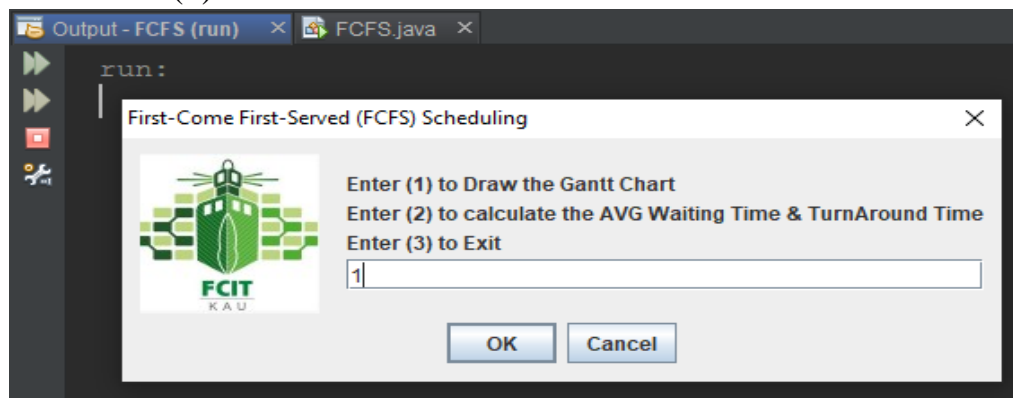 Output - FCFS (run) × FCFS.java ×
run:
First-Come First-Served (FCFS) Scheduling ×
Enter (1) to Draw the Gantt Chart
Enter (2) to calculate the AVG Waiting Time & TurnAround Time
Enter (3) to Exit
1
FCIT
KAU
OK Cancel